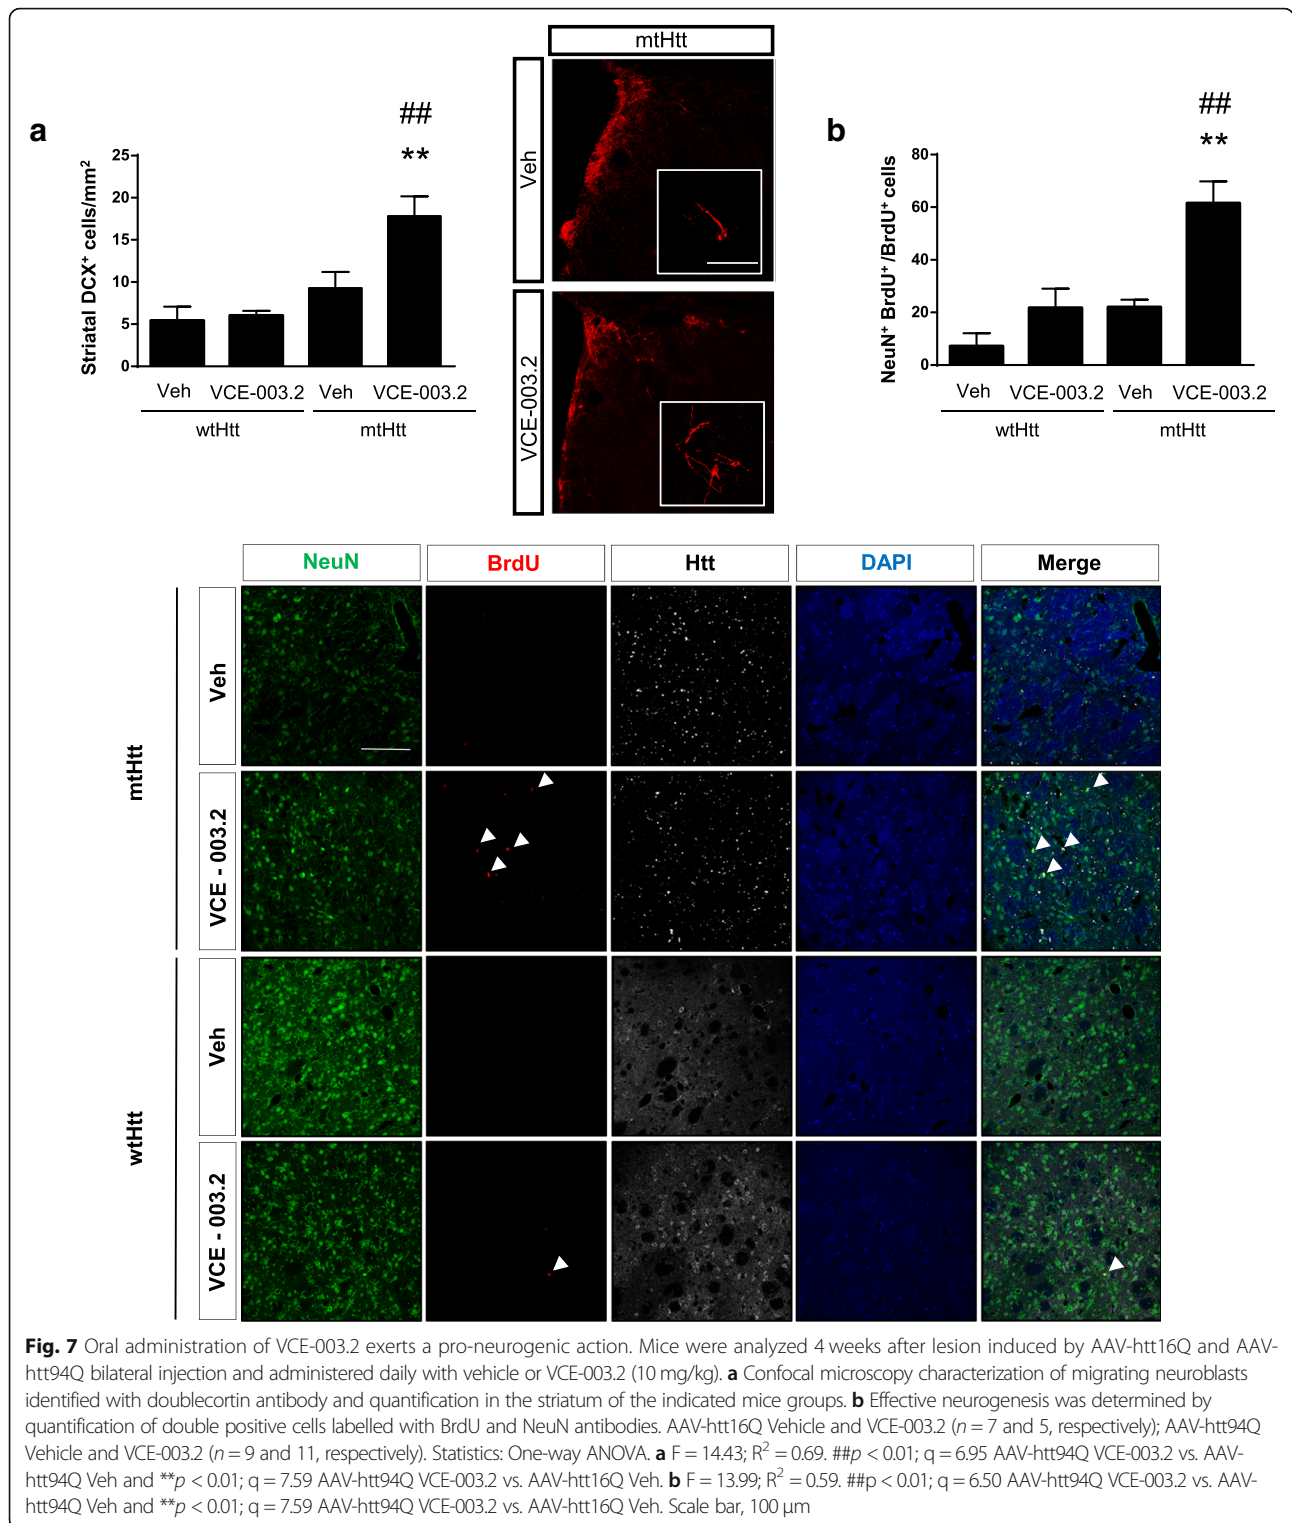 a
Striatal DCX⁺ cells/mm²
25
20
15
10
5
0
##
**
Veh
VCE-003.2
Veh
VCE-003.2
wtHtt
mtHtt
mtHtt
Veh
VCE-003.2
b
NeuN⁺ BrdU⁺ /BrdU⁺ cells
80
60
40
20
0
##
**
Veh
VCE-003.2
Veh
VCE-003.2
wtHtt
mtHtt
NeuN
BrdU
Htt
DAPI
Merge
mtHtt
Veh
VCE - 003.2
wtHtt
Veh
VCE - 003.2
Fig. 7 Oral administration of VCE-003.2 exerts a pro-neurogenic action. Mice were analyzed 4 weeks after lesion induced by AAV-htt16Q and AAV-
htt94Q bilateral injection and administered daily with vehicle or VCE-003.2 (10 mg/kg). a Confocal microscopy characterization of migrating neuroblasts
identified with doublecortin antibody and quantification in the striatum of the indicated mice groups. b Effective neurogenesis was determined by
quantification of double positive cells labelled with BrdU and NeuN antibodies. AAV-htt16Q Vehicle and VCE-003.2 (n = 7 and 5, respectively); AAV-htt94Q
Vehicle and VCE-003.2 (n = 9 and 11, respectively). Statistics: One-way ANOVA. a F = 14.43; R² = 0.69. ##p < 0.01; q = 6.95 AAV-htt94Q VCE-003.2 vs. AAV-
htt94Q Veh and **p < 0.01; q = 7.59 AAV-htt94Q VCE-003.2 vs. AAV-htt16Q Veh. b F = 13.99; R² = 0.59. ##p < 0.01; q = 6.50 AAV-htt94Q VCE-003.2 vs. AAV-
htt94Q Veh and **p < 0.01; q = 7.59 AAV-htt94Q VCE-003.2 vs. AAV-htt16Q Veh. Scale bar, 100 μm